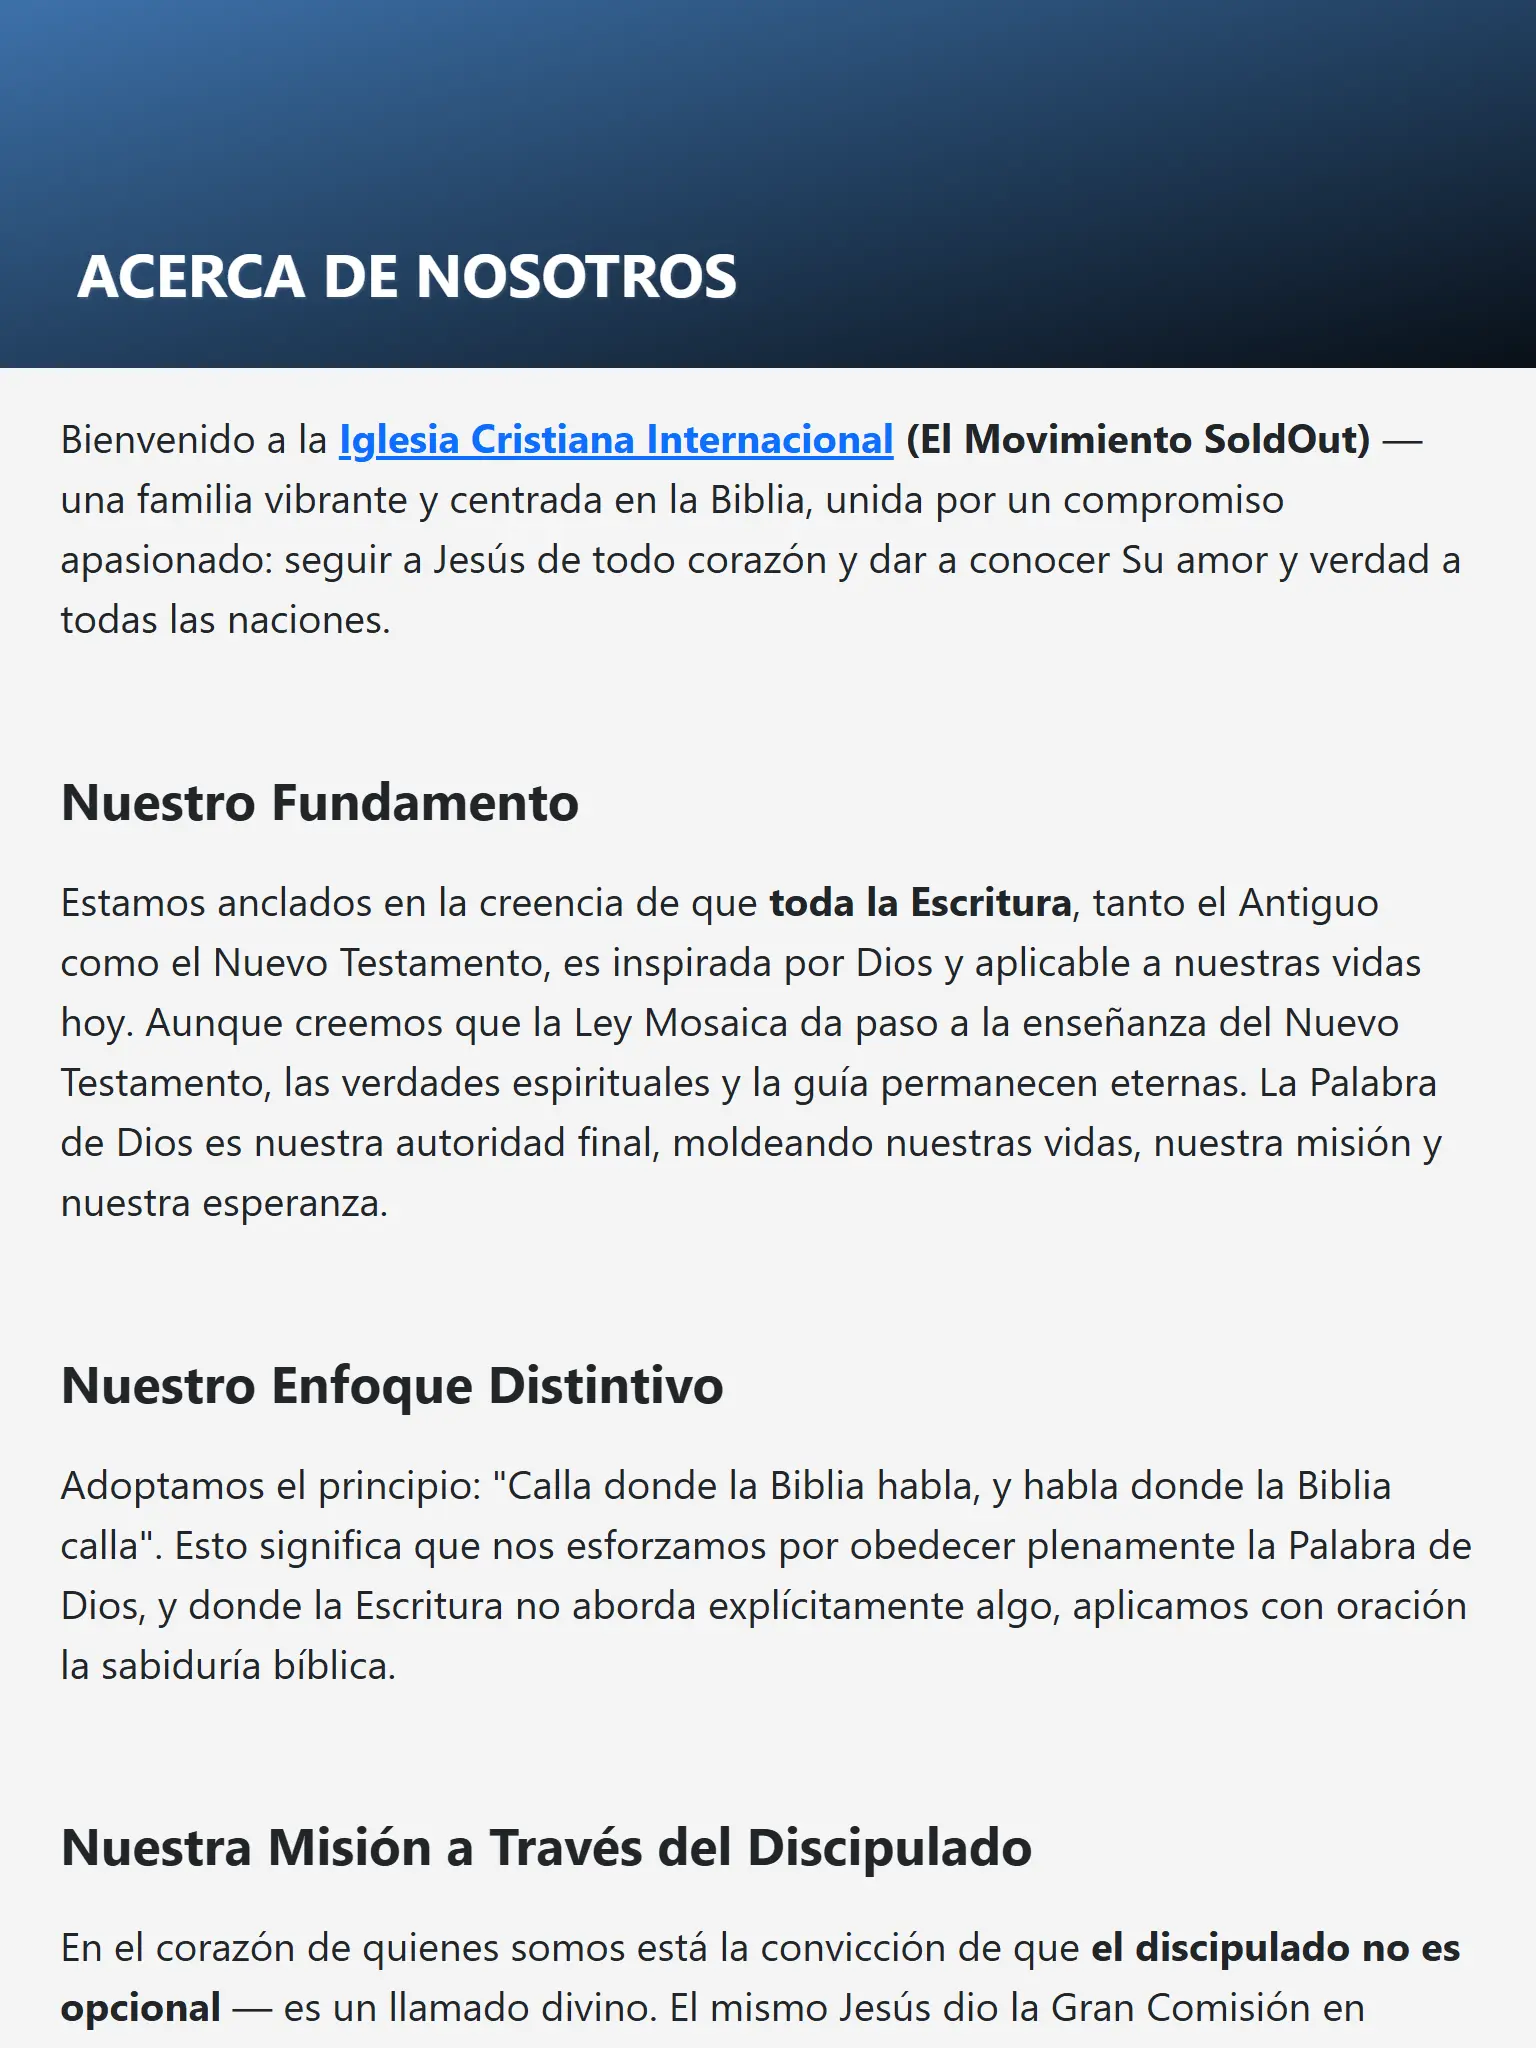 ACERCA DE NOSOTROS
Bienvenido a la Iglesia Cristiana Internacional (El Movimiento SoldOut) —
una familia vibrante y centrada en la Biblia, unida por un compromiso
apasionado: seguir a Jesús de todo corazón y dar a conocer Su amor y verdad a
todas las naciones.
Nuestro Fundamento
Estamos anclados en la creencia de que toda la Escritura, tanto el Antiguo
como el Nuevo Testamento, es inspirada por Dios y aplicable a nuestras vidas
hoy. Aunque creemos que la Ley Mosaica da paso a la enseñanza del Nuevo
Testamento, las verdades espirituales y la guía permanecen eternas. La Palabra
de Dios es nuestra autoridad final, moldeando nuestras vidas, nuestra misión y
nuestra esperanza.
Nuestro Enfoque Distintivo
Adoptamos el principio: "Calla donde la Biblia habla, y habla donde la Biblia
calla". Esto significa que nos esforzamos por obedecer plenamente la Palabra de
Dios, y donde la Escritura no aborda explícitamente algo, aplicamos con oración
la sabiduría bíblica.
Nuestra Misión a Través del Discipulado
En el corazón de quienes somos está la convicción de que el discipulado no es
opcional — es un llamado divino. El mismo Jesús dio la Gran Comisión en